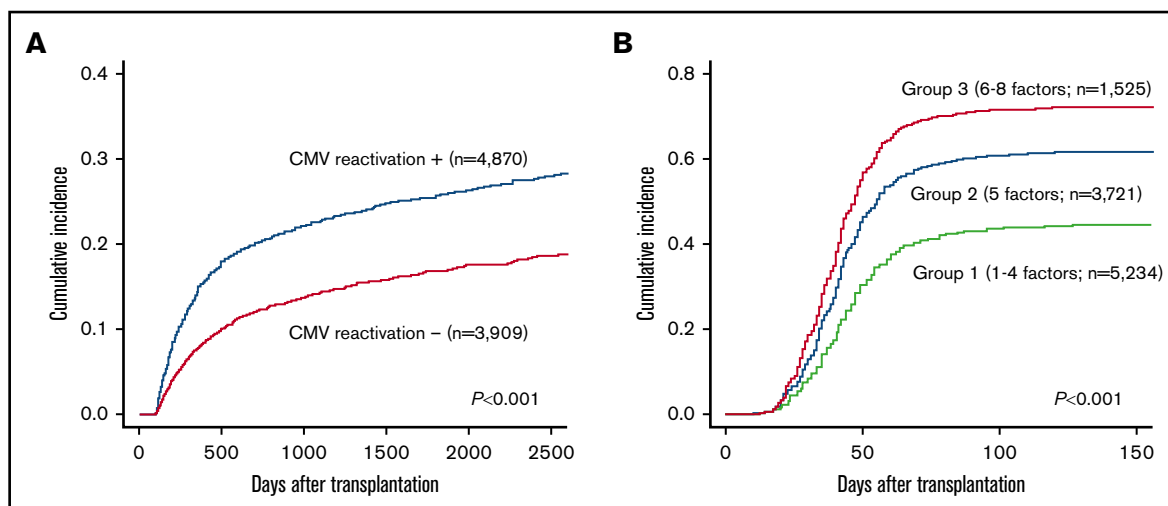 A
Cumulative incidence
0.4
0.3
0.2
0.1
0.0
CMV reactivation + (n=4,870)
CMV reactivation – (n=3,909)
P<0.001
0 500 1000 1500 2000 2500
Days after transplantation
B
Cumulative incidence
0.8
0.6
0.4
0.2
0.0
Group 3 (6-8 factors; n=1,525)
Group 2 (5 factors; n=3,721)
Group 1 (1-4 factors; n=5,234)
P<0.001
0 50 100 150
Days after transplantation